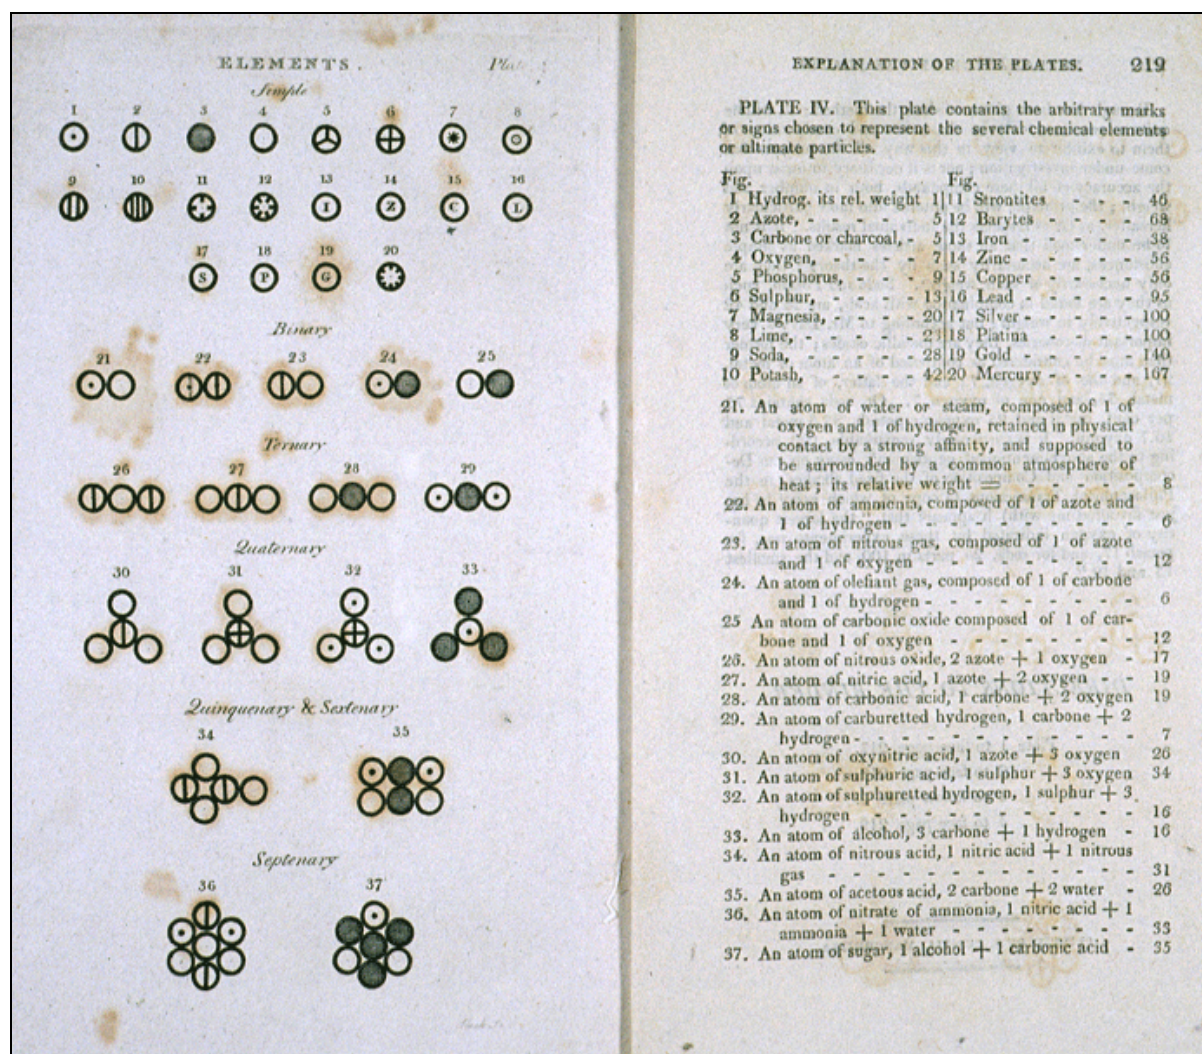 ELEMENTS.
Simple
1 2 3 4 5 6 7 8
9 10 11 12 13 14 15 16
I Z C L
17 18 19 20
S P G
Binary
21 22 23 24 25
Ternary
26 27 28 29
Quaternary
30 31 32 33
Quinquenary & Sextenary
34 35
Septenary
36 37
EXPLANATION OF THE PLATES. 219
PLATE IV. This plate contains the arbitrary marks
or signs chosen to represent the several chemical elements
or ultimate particles.
Fig. Fig.
1 Hydrog. its rel. weight 1 11 Strontites - - - 46
2 Azote, - - - - - 5 12 Barytes - - - - 68
3 Carbone or charcoal, - 5 13 Iron - - - - - 38
4 Oxygen, - - - - 7 14 Zinc - - - - - 56
5 Phosphorus, - - - 9 15 Copper - - - - 56
6 Sulphur, - - - - 13 16 Lead - - - - 95
7 Magnesia, - - - - 20 17 Silver - - - - 100
8 Lime, - - - - - 23 18 Platina - - - - 100
9 Soda, - - - - - 28 19 Gold - - - - 140
10 Potash, - - - - 42 20 Mercury - - - - 167
21. An atom of water or steam, composed of 1 of
oxygen and 1 of hydrogen, retained in physical
contact by a strong affinity, and supposed to
be surrounded by a common atmosphere of
heat; its relative weight = - - - - - 8
22. An atom of ammonia, composed of 1 of azote and
1 of hydrogen - - - - - - - - - 6
23. An atom of nitrous gas, composed of 1 of azote
and 1 of oxygen - - - - - - - - 12
24. An atom of olefiant gas, composed of 1 of carbone
and 1 of hydrogen - - - - - - - - 6
25 An atom of carbonic oxide composed of 1 of car-
bone and 1 of oxygen - - - - - - - 12
26. An atom of nitrous oxide, 2 azote + 1 oxygen - 17
27. An atom of nitric acid, 1 azote + 2 oxygen - - 19
28. An atom of carbonic acid, 1 carbone + 2 oxygen 19
29. An atom of carburetted hydrogen, 1 carbone + 2
hydrogen - - - - - - - - - - - 7
30. An atom of oxynitric acid, 1 azote + 3 oxygen 26
31. An atom of sulphuric acid, 1 sulphur + 3 oxygen 34
32. An atom of sulphuretted hydrogen, 1 sulphur + 3
hydrogen - - - - - - - - - - 16
33. An atom of alcohol, 3 carbone + 1 hydrogen - 16
34. An atom of nitrous acid, 1 nitric acid + 1 nitrous
gas - - - - - - - - - - - - 31
35. An atom of acetous acid, 2 carbone + 2 water - 26
36. An atom of nitrate of ammonia, 1 nitric acid + 1
ammonia + 1 water - - - - - - - 33
37. An atom of sugar, 1 alcohol + 1 carbonic acid - 35